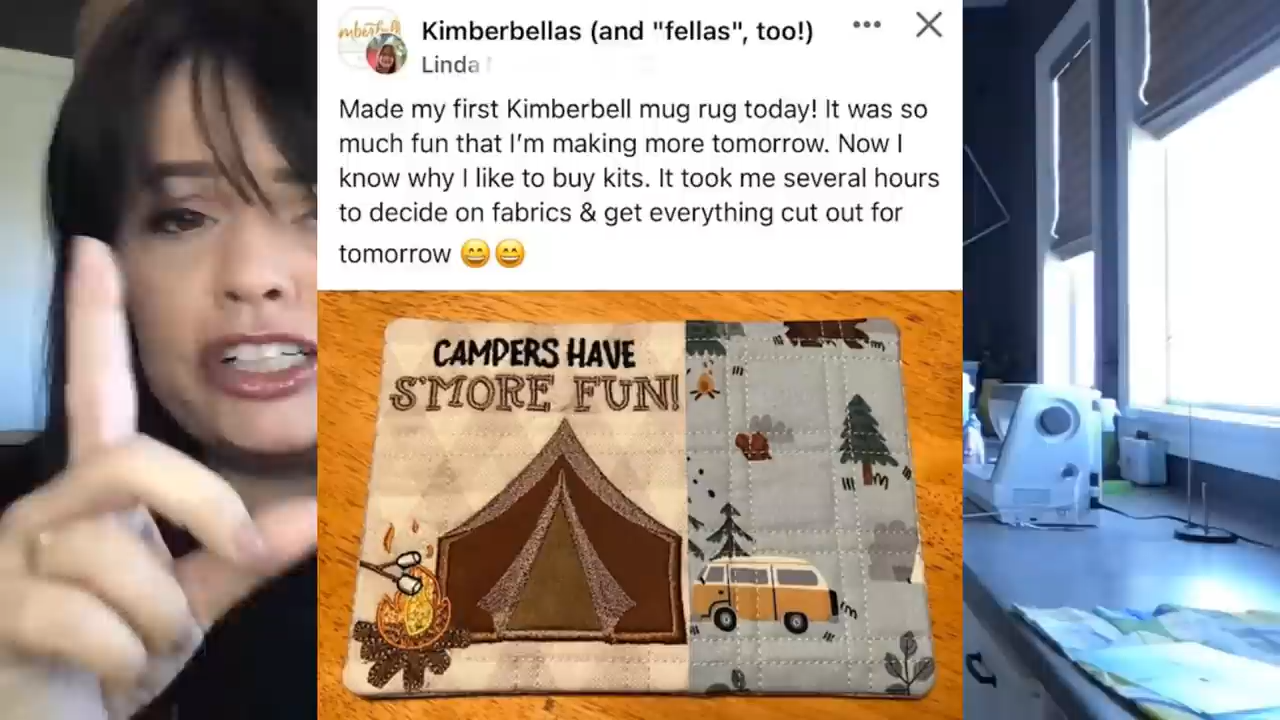 mberbell
Kimberbellas (and "fellas", too!)
Linda
Made my first Kimberbell mug rug today! It was so
much fun that I’m making more tomorrow. Now I
know why I like to buy kits. It took me several hours
to decide on fabrics & get everything cut out for
tomorrow 😄😄
CAMPERS HAVE
S'MORE FUN!